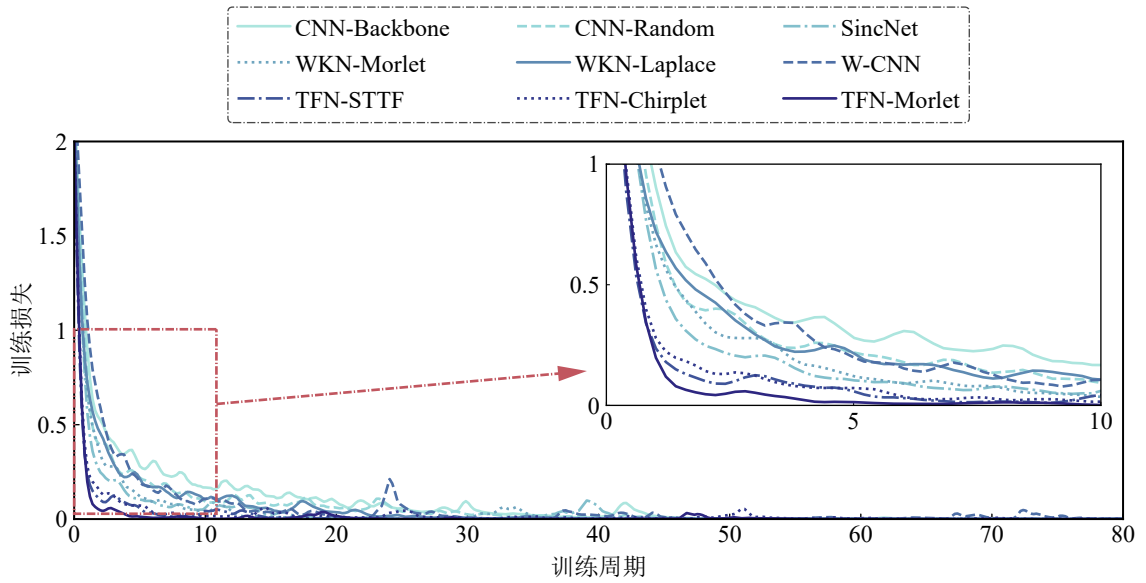 CNN-Backbone CNN-Random SincNet
WKN-Morlet WKN-Laplace W-CNN
TFN-STTF TFN-Chirplet TFN-Morlet
2
1.5
1
0.5
0
训练损失
1
0.5
0
5
10
0 10 20 30 40 50 60 70 80
训练周期